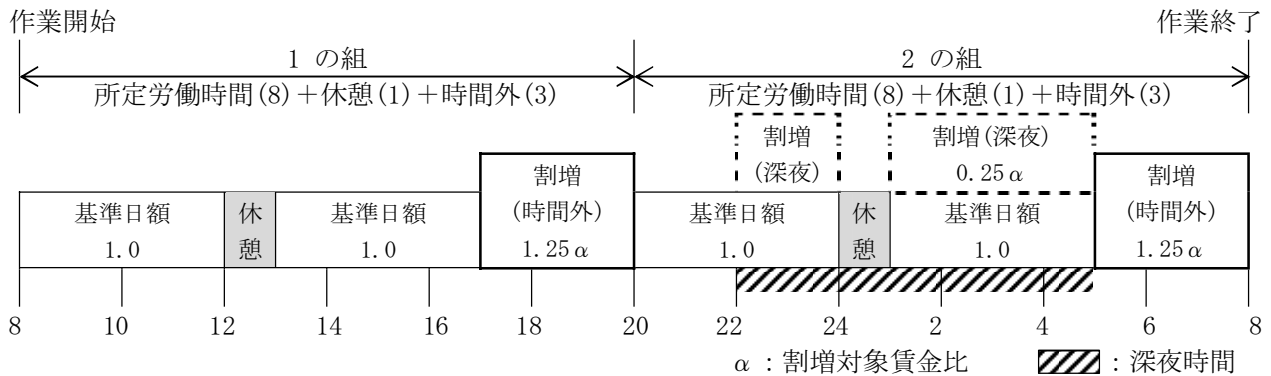 作業開始 作業終了
1 の組 2 の組
所定労働時間(8)＋休憩(1)＋時間外(3) 所定労働時間(8)＋休憩(1)＋時間外(3)
割増 割増(深夜)
(深夜) 0.25α
割増 割増
基準日額 休 基準日額 (時間外) 基準日額 休 基準日額 (時間外)
1.0 憩 1.0 1.25α 1.0 憩 1.0 1.25α
8 10 12 14 16 18 20 22 24 2 4 6 8
α：割増対象賃金比 ：深夜時間